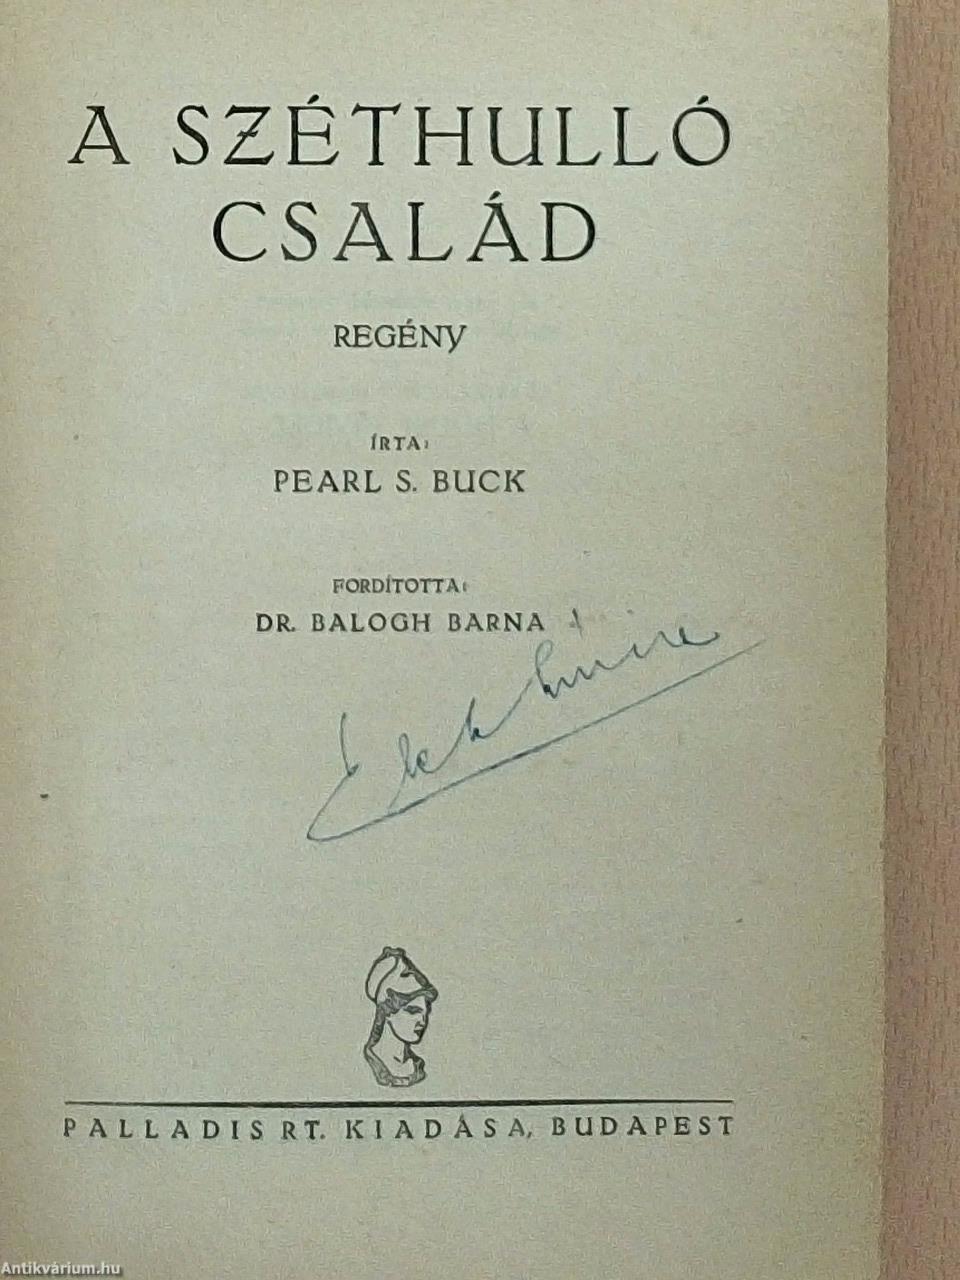 A SZÉTHULLÓ
CSALÁD
REGÉNY
ÍRTA:
PEARL S. BUCK
FORDÍTOTTA:
DR. BALOGH BARNA
PALLADIS RT. KIADÁSA, BUDAPEST
Antikvárium.hu